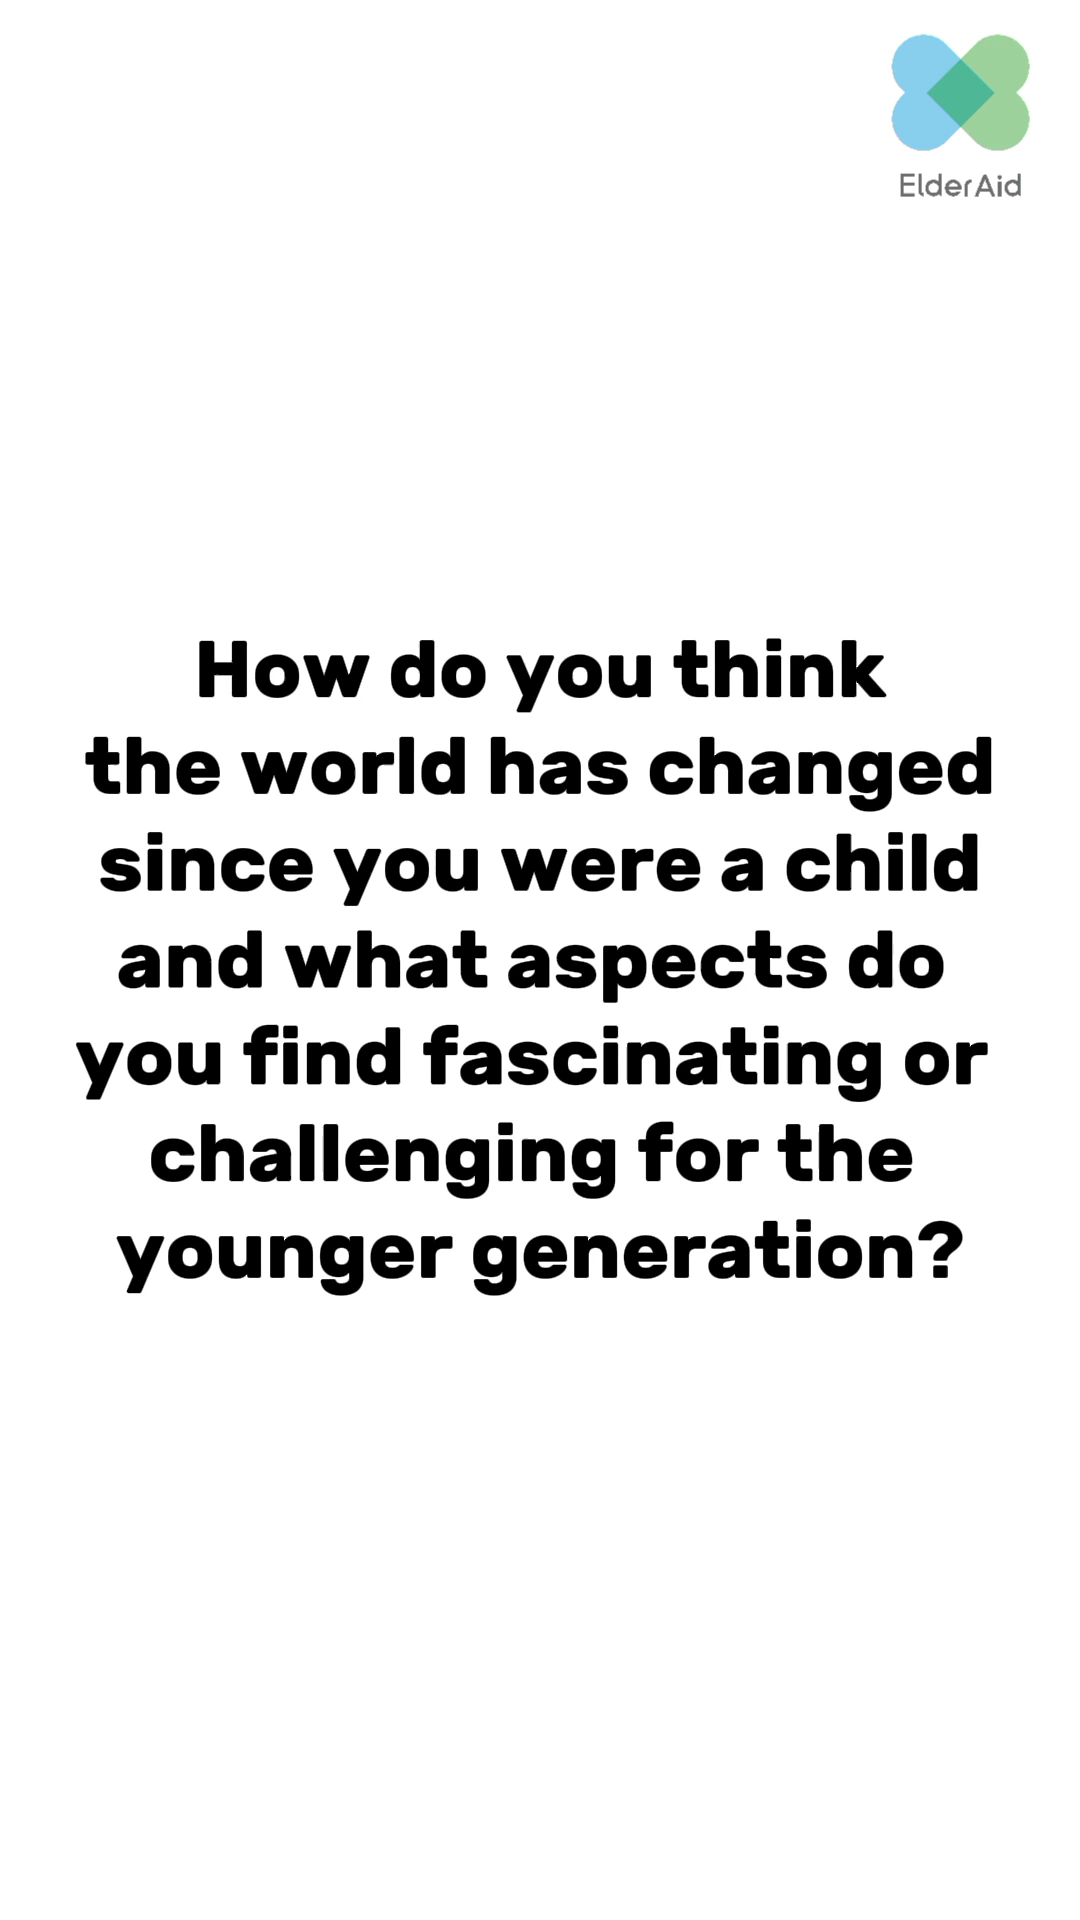 ElderAid
How do you think
the world has changed
since you were a child
and what aspects do
you find fascinating or
challenging for the
younger generation?